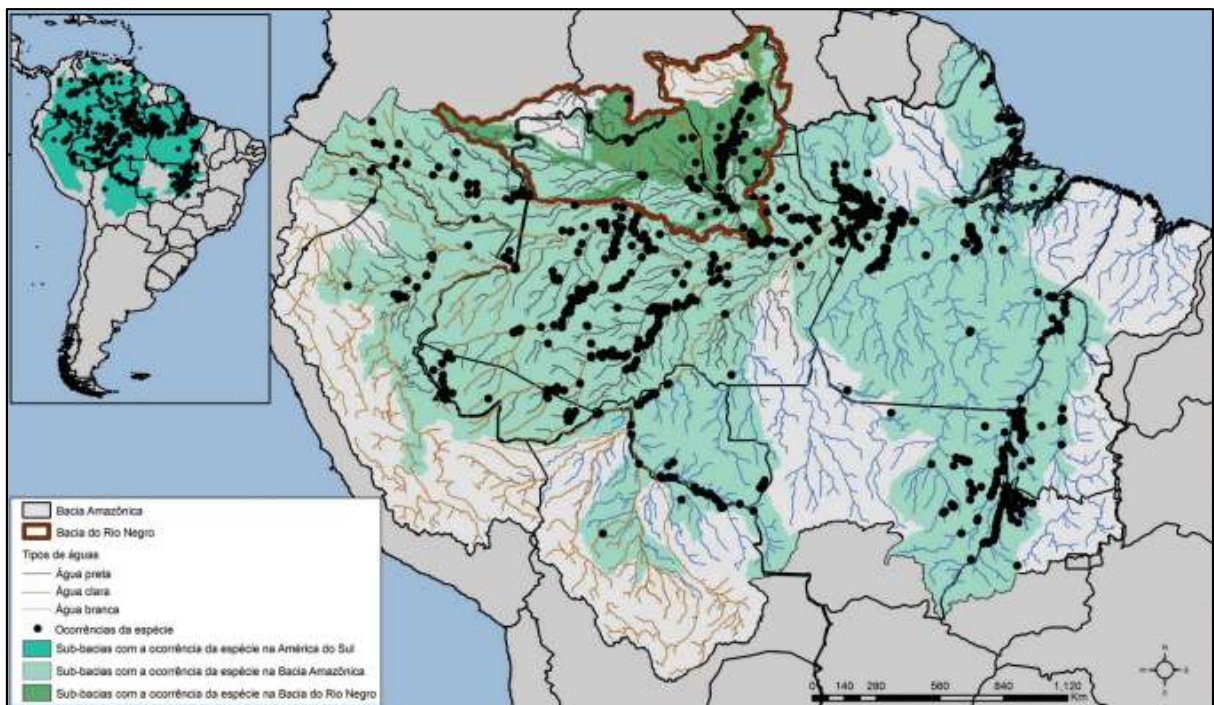 Bacia Amazônica
Bacia do Rio Negro
Tipos de águas
Água preta
Água clara
Água branca
Ocorrências da espécie
Sub-bacias com a ocorrência da espécie na América do Sul
Sub-bacias com a ocorrência da espécie na Bacia Amazônica
Sub-bacias com a ocorrência da espécie na Bacia do Rio Negro
N
S
0 140 280 560 840 1,120
Km